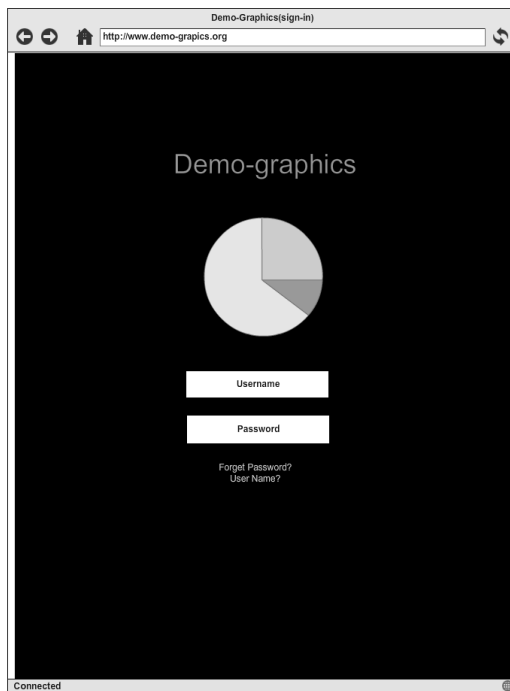 Demo-Graphics(sign-in)
http://www.demo-grapics.org
Demo-graphics
Username
Password
Forget Password?
User Name?
Connected